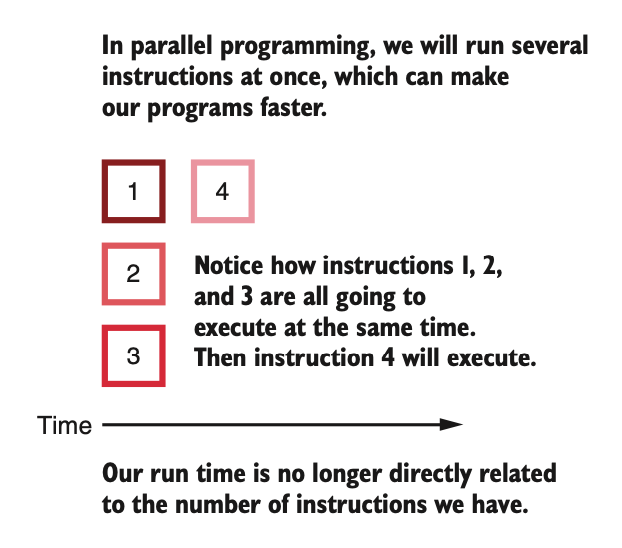 In parallel programming, we will run several
instructions at once, which can make
our programs faster.
1 4
2
3
Notice how instructions 1, 2,
and 3 are all going to
execute at the same time.
Then instruction 4 will execute.
Time
Our run time is no longer directly related
to the number of instructions we have.